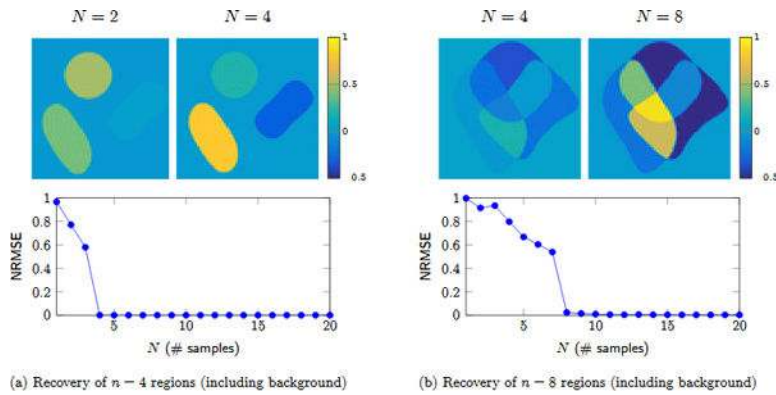 N = 2
N = 4
1
0.5
0
0.5
N = 4
N = 8
1
0.5
0
0.5
1
0.8
0.6
0.4
0.2
0
NRMSE
5
10
15
20
N (# samples)
1
0.8
0.6
0.4
0.2
0
NRMSE
5
10
15
20
N (# samples)
(a) Recovery of n − 4 regions (including background)
(b) Recovery of n − 8 regions (including background)